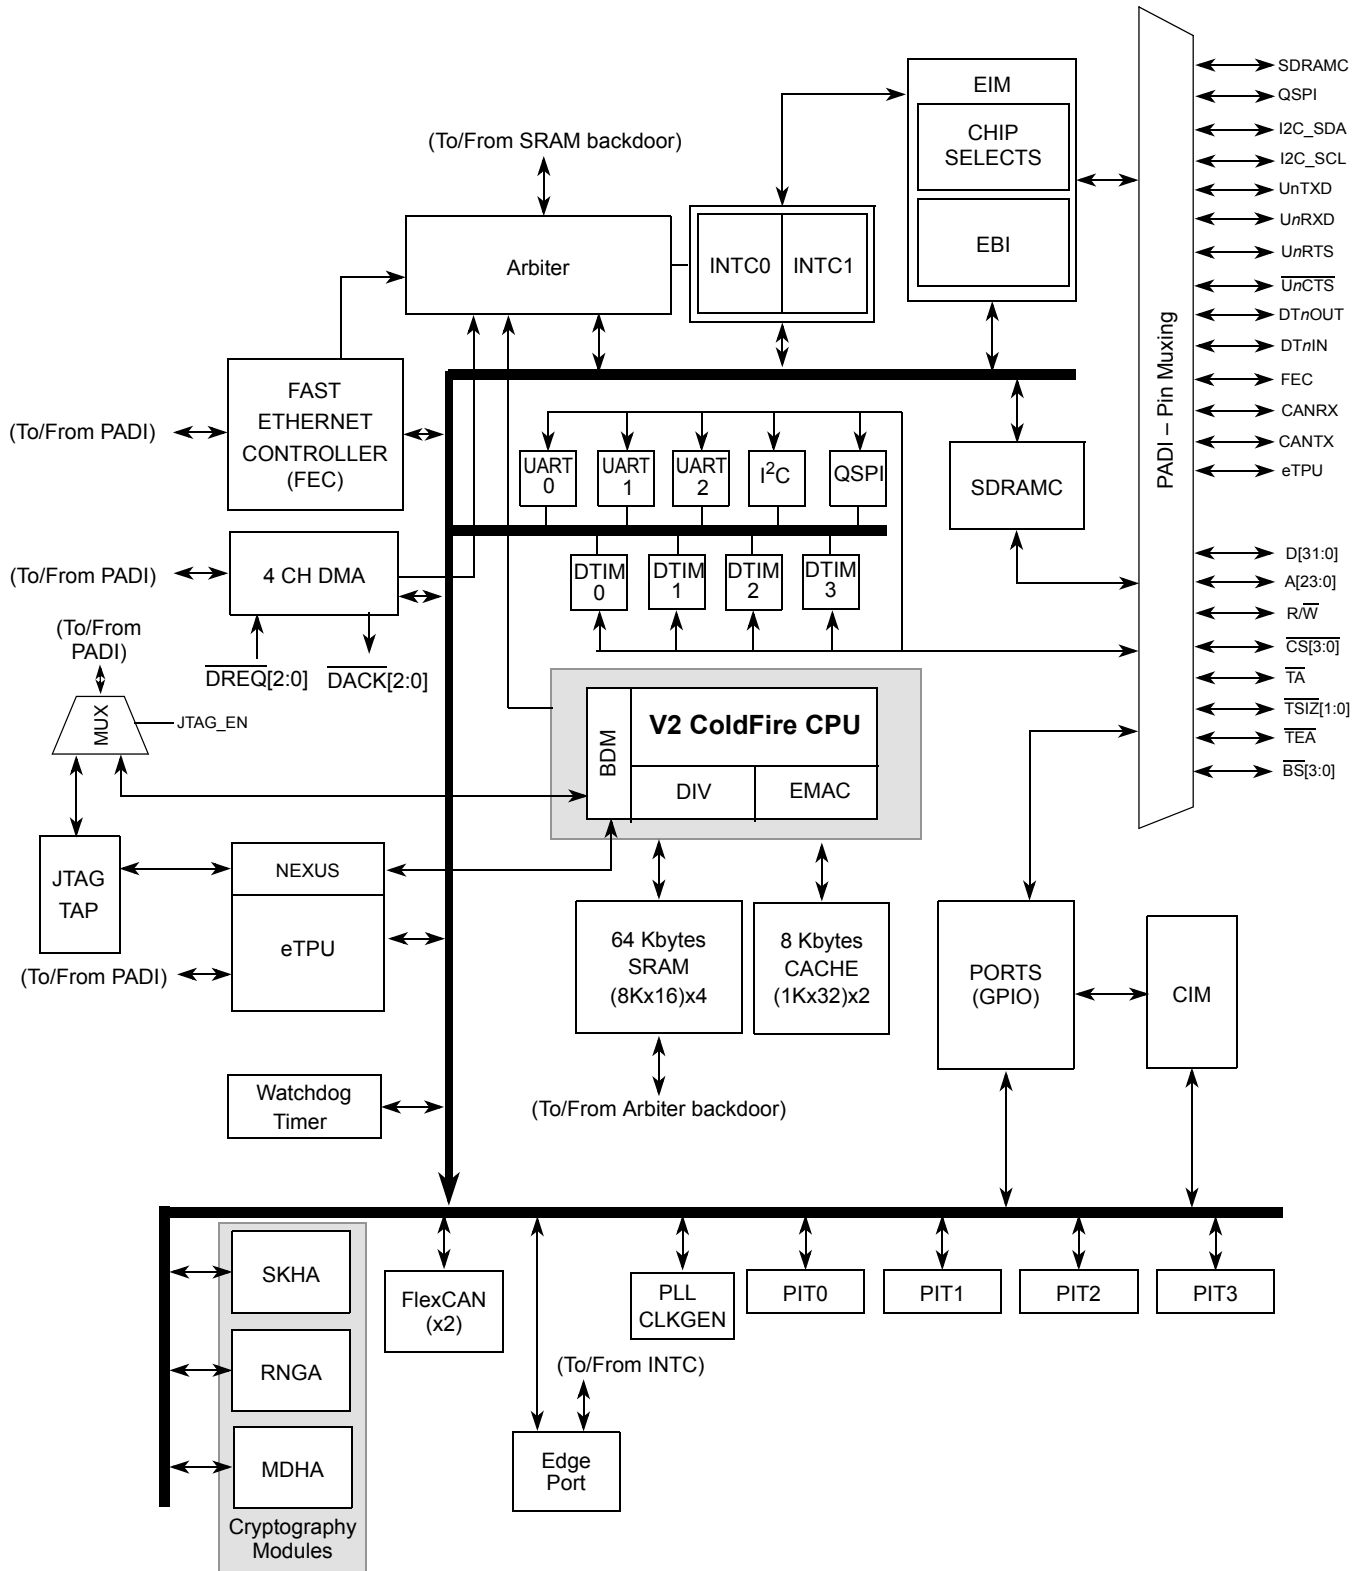 SDRAMC
QSPI
I2C_SDA
I2C_SCL
UnTXD
UnRXD
UnRTS
UnCTS
DTnOUT
DTnIN
FEC
CANRX
CANTX
eTPU
D[31:0]
A[23:0]
R/W
CS[3:0]
TA
TSIZ[1:0]
TEA
BS[3:0]
PADI – Pin Muxing
EIM
CHIP
SELECTS
EBI
(To/From SRAM backdoor)
Arbiter
INTC0
INTC1
FAST
ETHERNET
CONTROLLER
(FEC)
(To/From PADI)
UART
0
UART
1
UART
2
I2C
QSPI
SDRAMC
4 CH DMA
(To/From PADI)
DTIM
0
DTIM
1
DTIM
2
DTIM
3
(To/From
PADI)
DREQ[2:0]
DACK[2:0]
MUX
JTAG_EN
BDM
V2 ColdFire CPU
DIV
EMAC
JTAG
TAP
NEXUS
eTPU
(To/From PADI)
64 Kbytes
SRAM
(8Kx16)x4
8 Kbytes
CACHE
(1Kx32)x2
PORTS
(GPIO)
CIM
Watchdog
Timer
(To/From Arbiter backdoor)
SKHA
RNGA
MDHA
Cryptography
Modules
FlexCAN
(x2)
PLL
CLKGEN
PIT0
PIT1
PIT2
PIT3
(To/From INTC)
Edge
Port